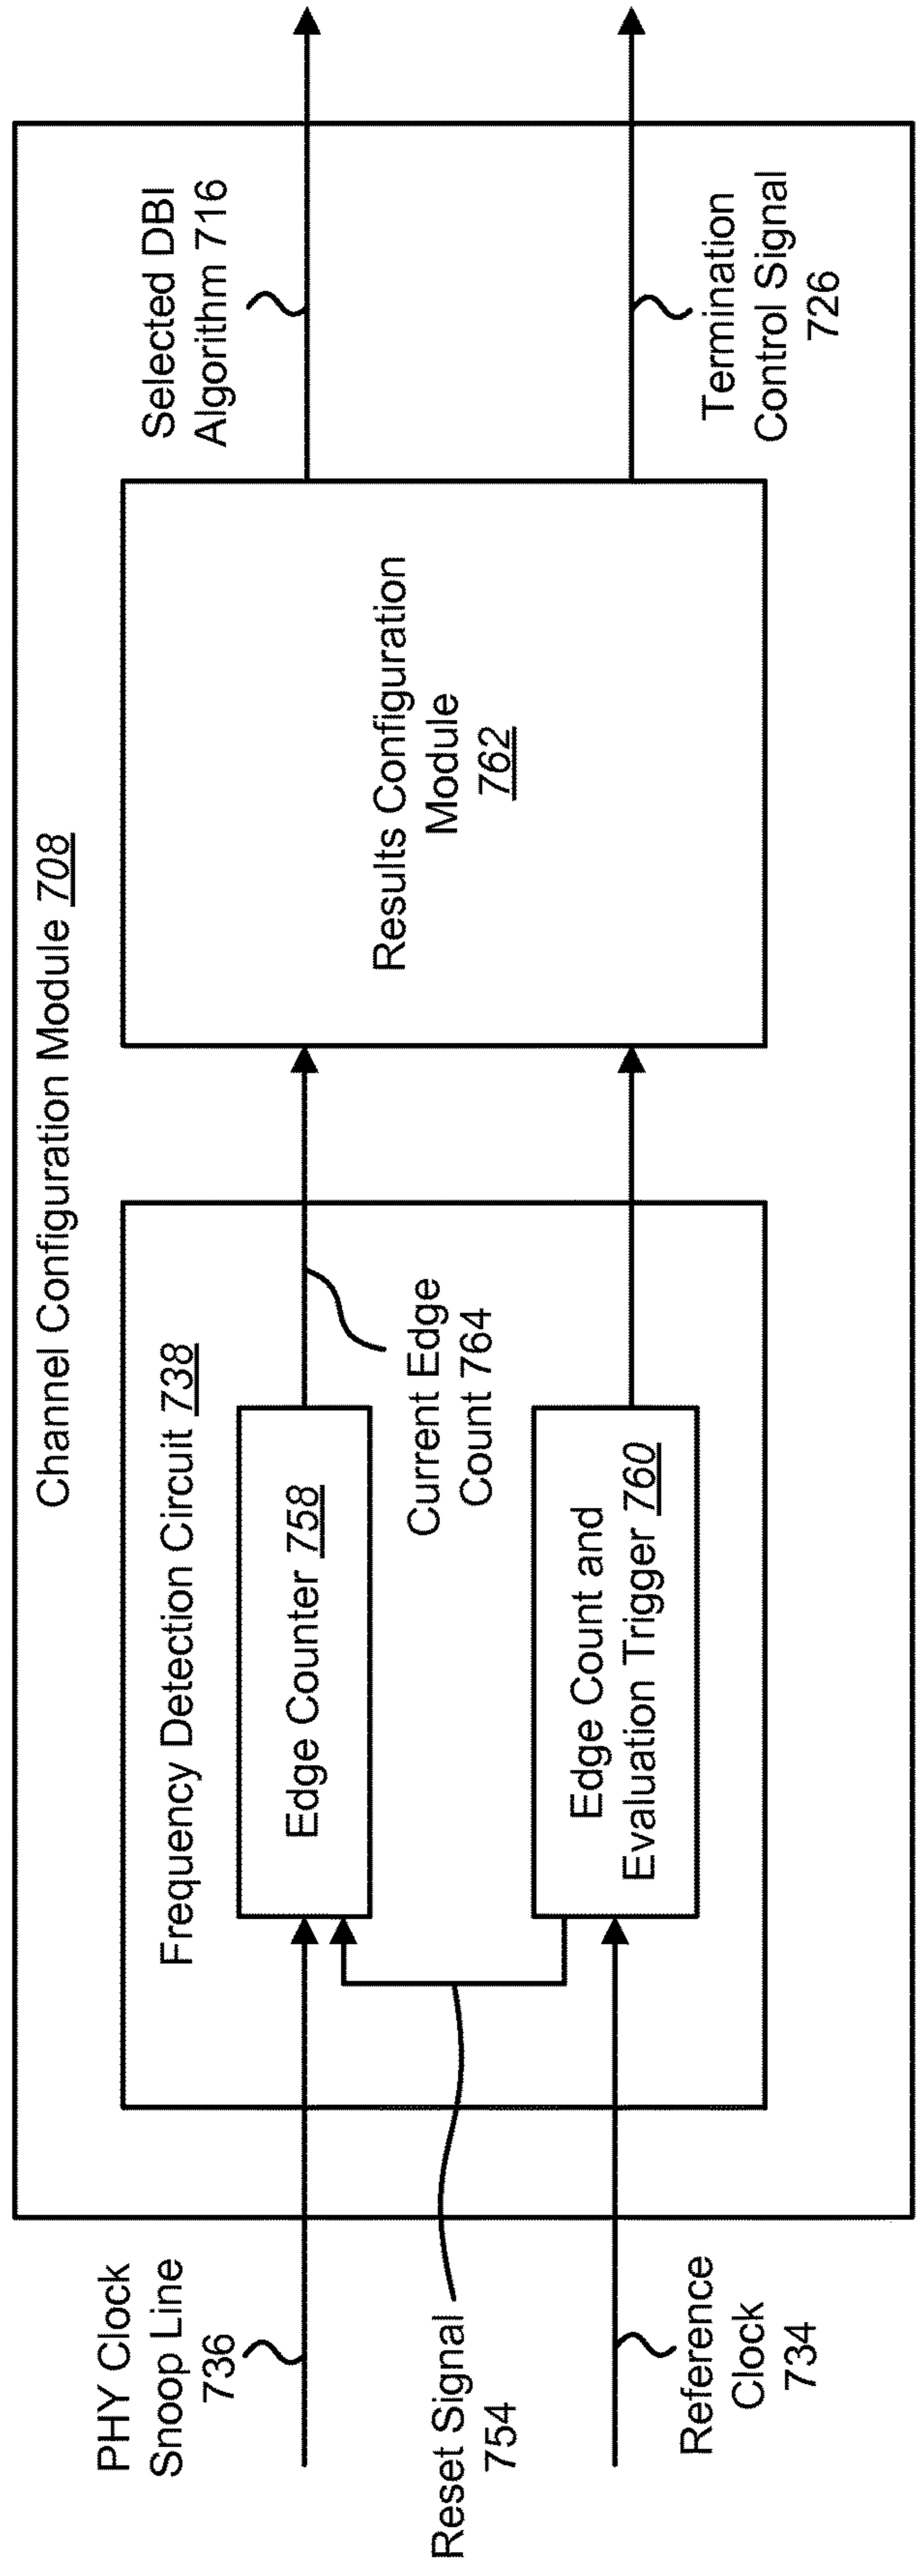 Channel Configuration Module 708
PHY Clock
Snoop Line
736
Frequency Detection Circuit 738
Edge Counter 758
Current Edge
Count 764
Reset Signal
754
Edge Count and
Evaluation Trigger 760
Reference
Clock
734
Results Configuration
Module
762
Selected DBI
Algorithm 716
Termination
Control Signal
726